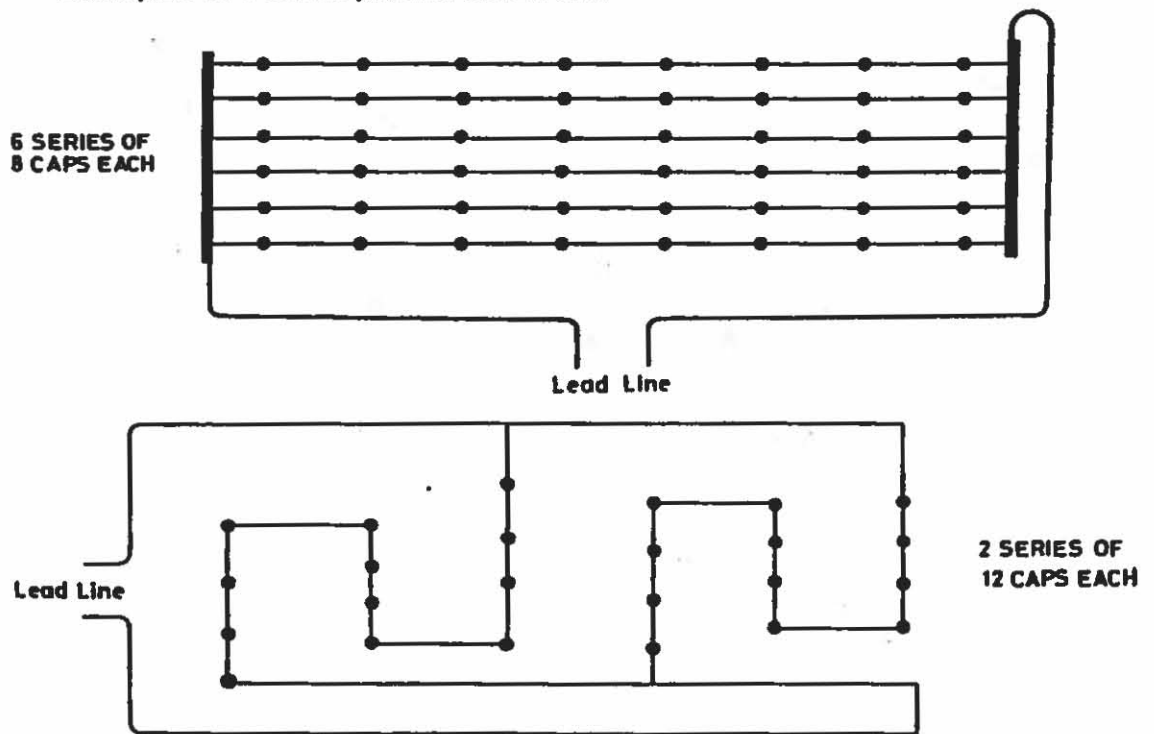 6 SERIES OF
8 CAPS EACH
Lead Line
Lead Line
2 SERIES OF
12 CAPS EACH